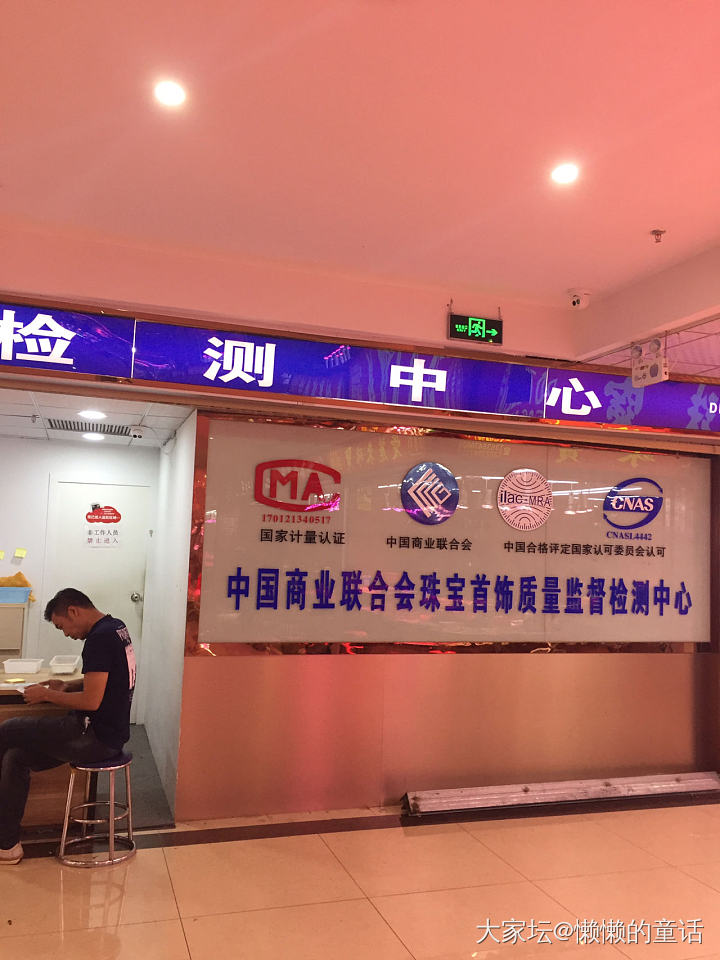 检测中心
CMA
ilac-MRA
CNAS
170121340517
CNASL4442
国家计量认证
中国商业联合会
中国合格评定国家认可委员会认可
中国商业联合会珠宝首饰质量监督检测中心
非工作人员
禁止进入
大家坛@懒懒的童话